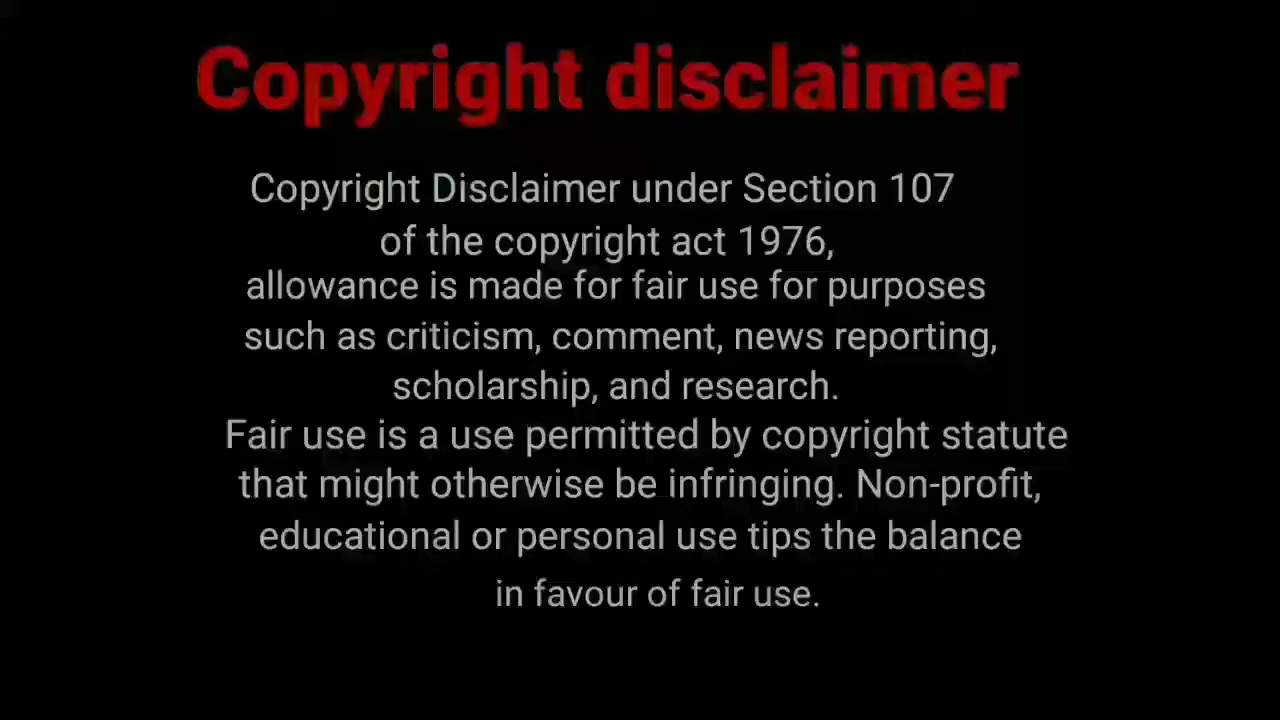 Copyright disclaimer
Copyright Disclaimer under Section 107
of the copyright act 1976,
allowance is made for fair use for purposes
such as criticism, comment, news reporting,
scholarship, and research.
Fair use is a use permitted by copyright statute
that might otherwise be infringing. Non-profit,
educational or personal use tips the balance
in favour of fair use.